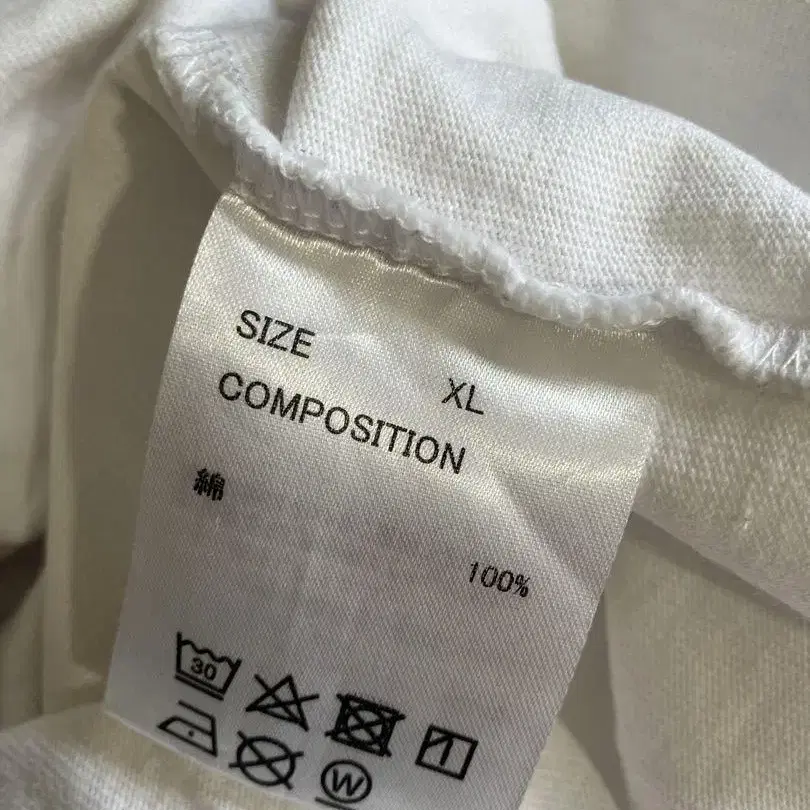 SIZE XL
COMPOSITION
綿 100%
30
W